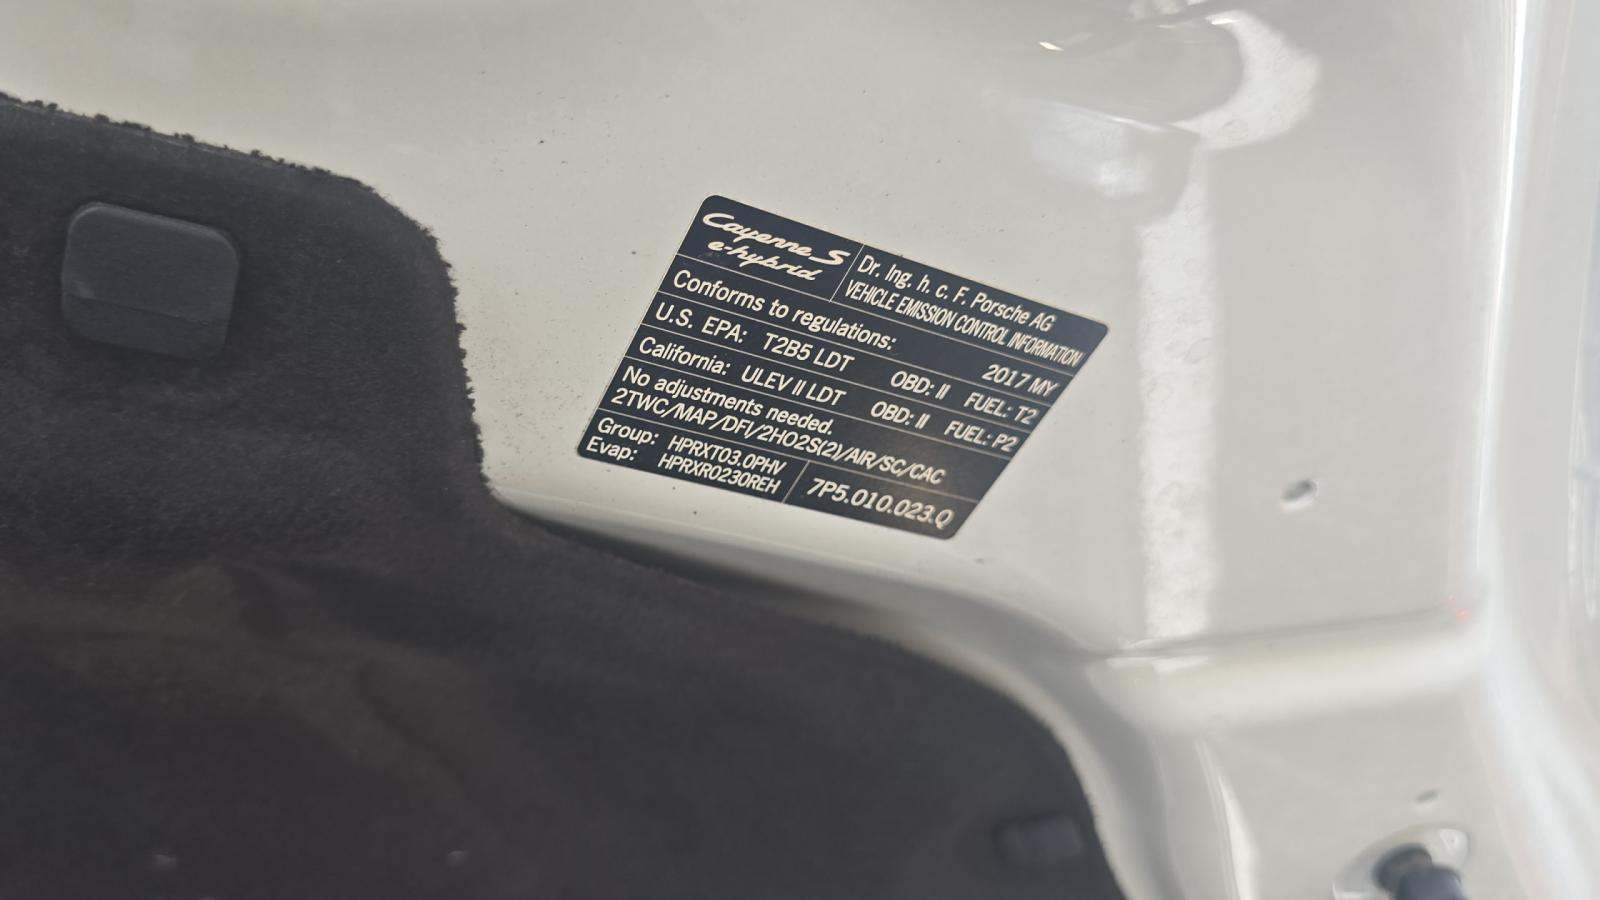 Cayenne S
e-hybrid
Dr. Ing. h. c. F. Porsche AG
VEHICLE EMISSION CONTROL INFORMATION
Conforms to regulations: 2017 MY
U.S. EPA: T2B5 LDT OBD: II FUEL: T2
California: ULEV II LDT OBD: II FUEL: P2
No adjustments needed.
2TWC/MAP/DFI/2HO2S(2)/AIR/SC/CAC
Group: HPRXT03.0PHV
Evap: HPRXR0230REH
7P5.010.023.Q